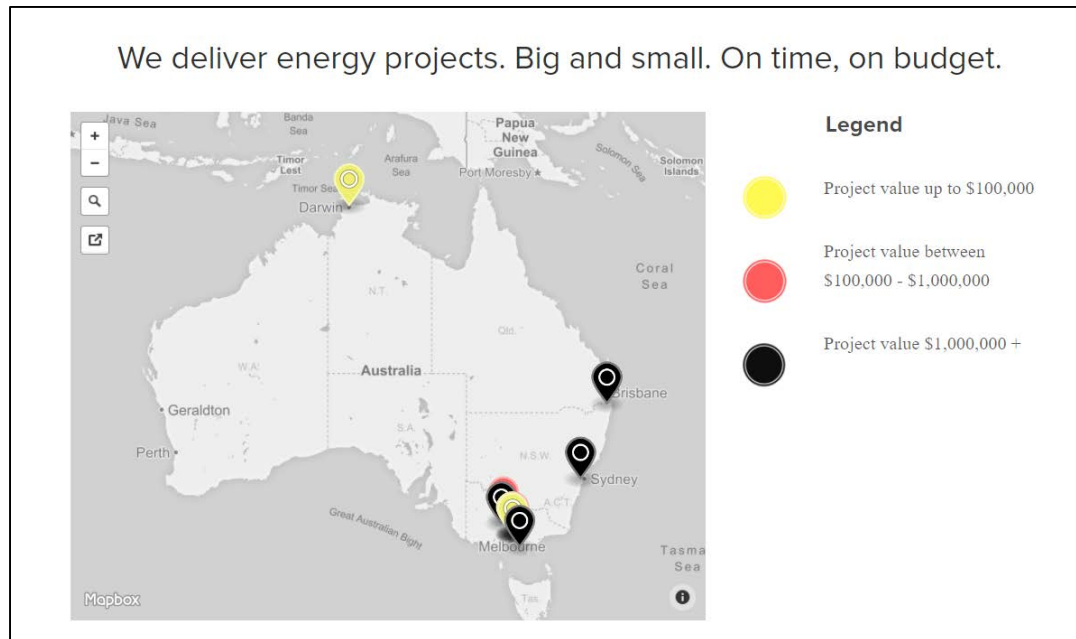 We deliver energy projects. Big and small. On time, on budget.
Legend
Project value up to $100,000
Project value between
$100,000 - $1,000,000
Project value $1,000,000 +
Java Sea
Banda
Sea
Papua
New
Guinea
Solomon Sea
Solomon
Islands
Timor
Lest
Arafura
Sea
Port Moresby
Timor Sea
Darwin
Coral
Sea
N.T.
Qld.
W.A.
Australia
Brisbane
Geraldton
S.A.
Perth
N.S.W.
Sydney
A.C.T.
Great Australian Bight
Melbourne
Tasma
Sea
Tas.
Mapbox